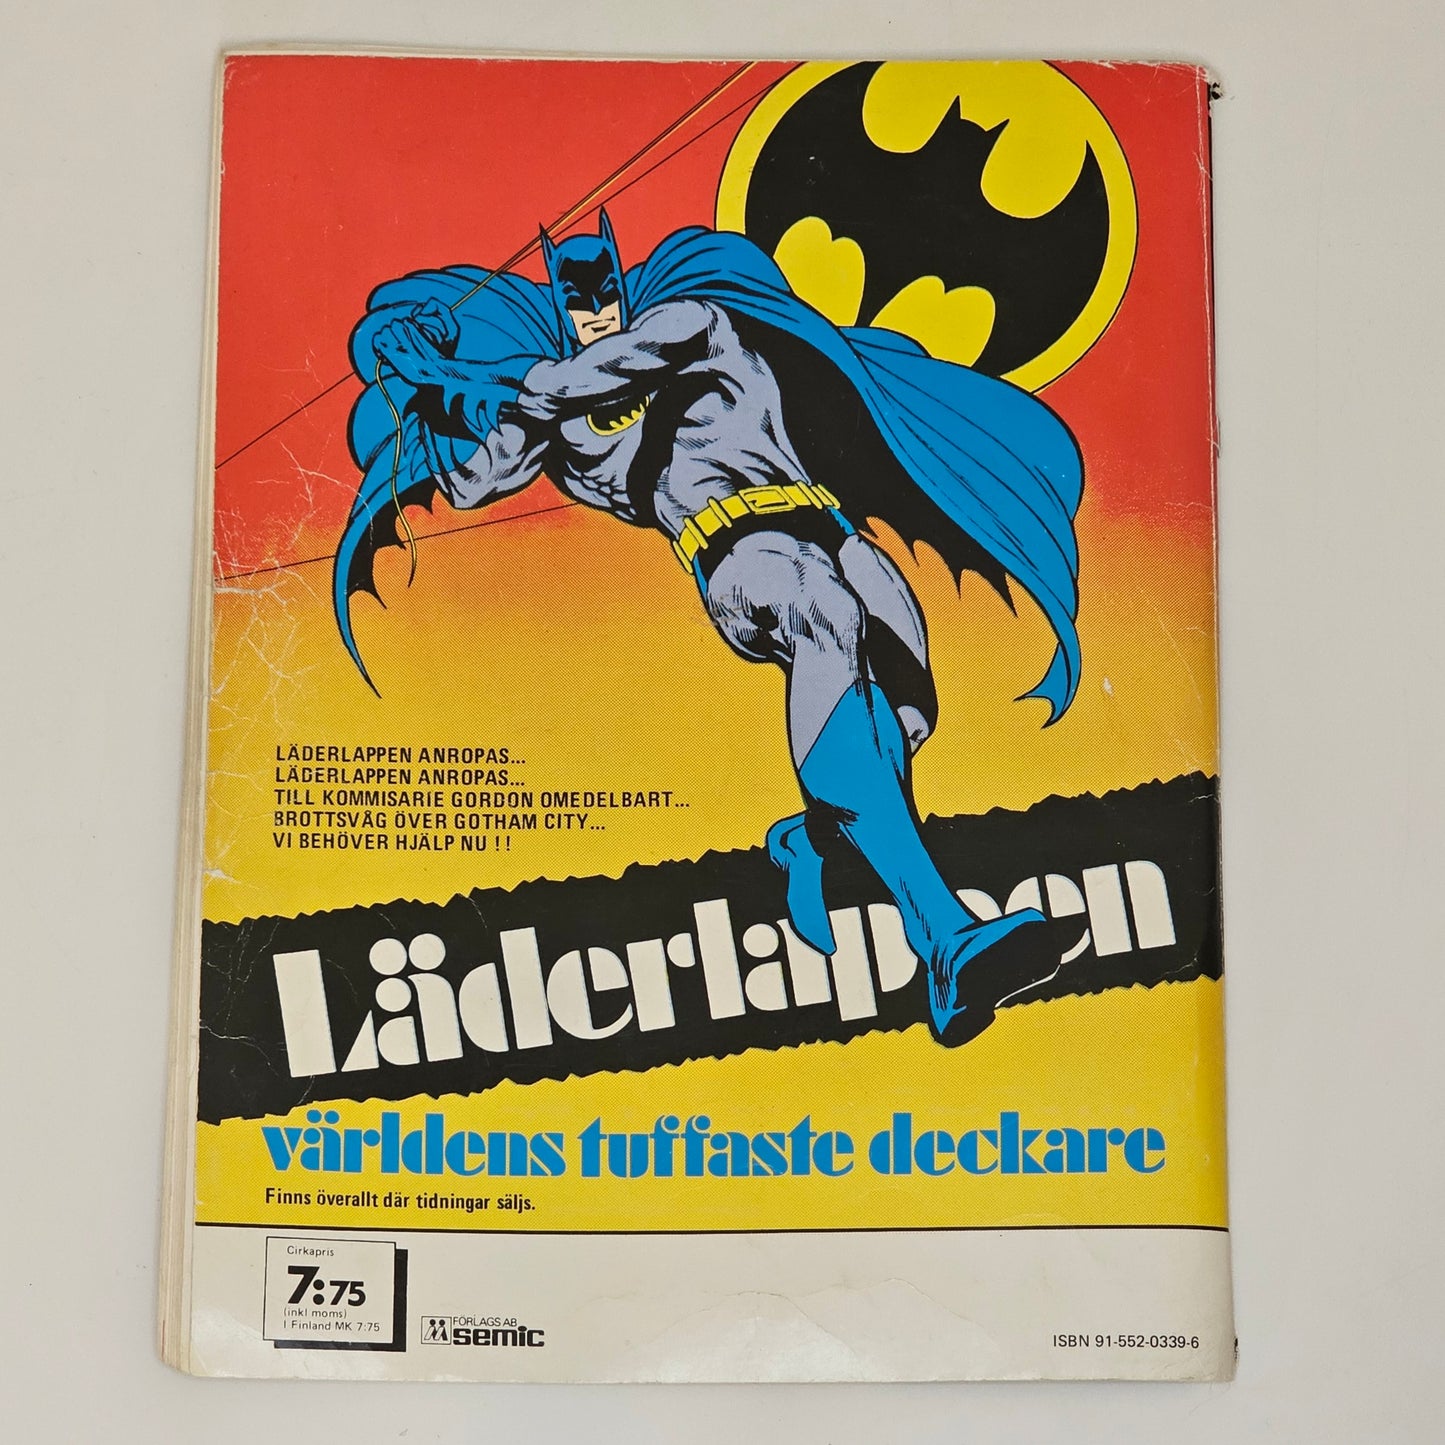 LÄDERLAPPEN ANROPAS...
LÄDERLAPPEN ANROPAS...
TILL KOMMISARIE GORDON OMEDELBART...
BROTTSVÅG ÖVER GOTHAM CITY...
VI BEHÖVER HJÄLP NU !!
Läderlappen
världens tuffaste deckare
Finns överallt där tidningar säljs.
Cirkapris
7:75
(inkl moms)
I Finland MK 7:75
FÖRLAGS AB
semic
ISBN 91-552-0339-6